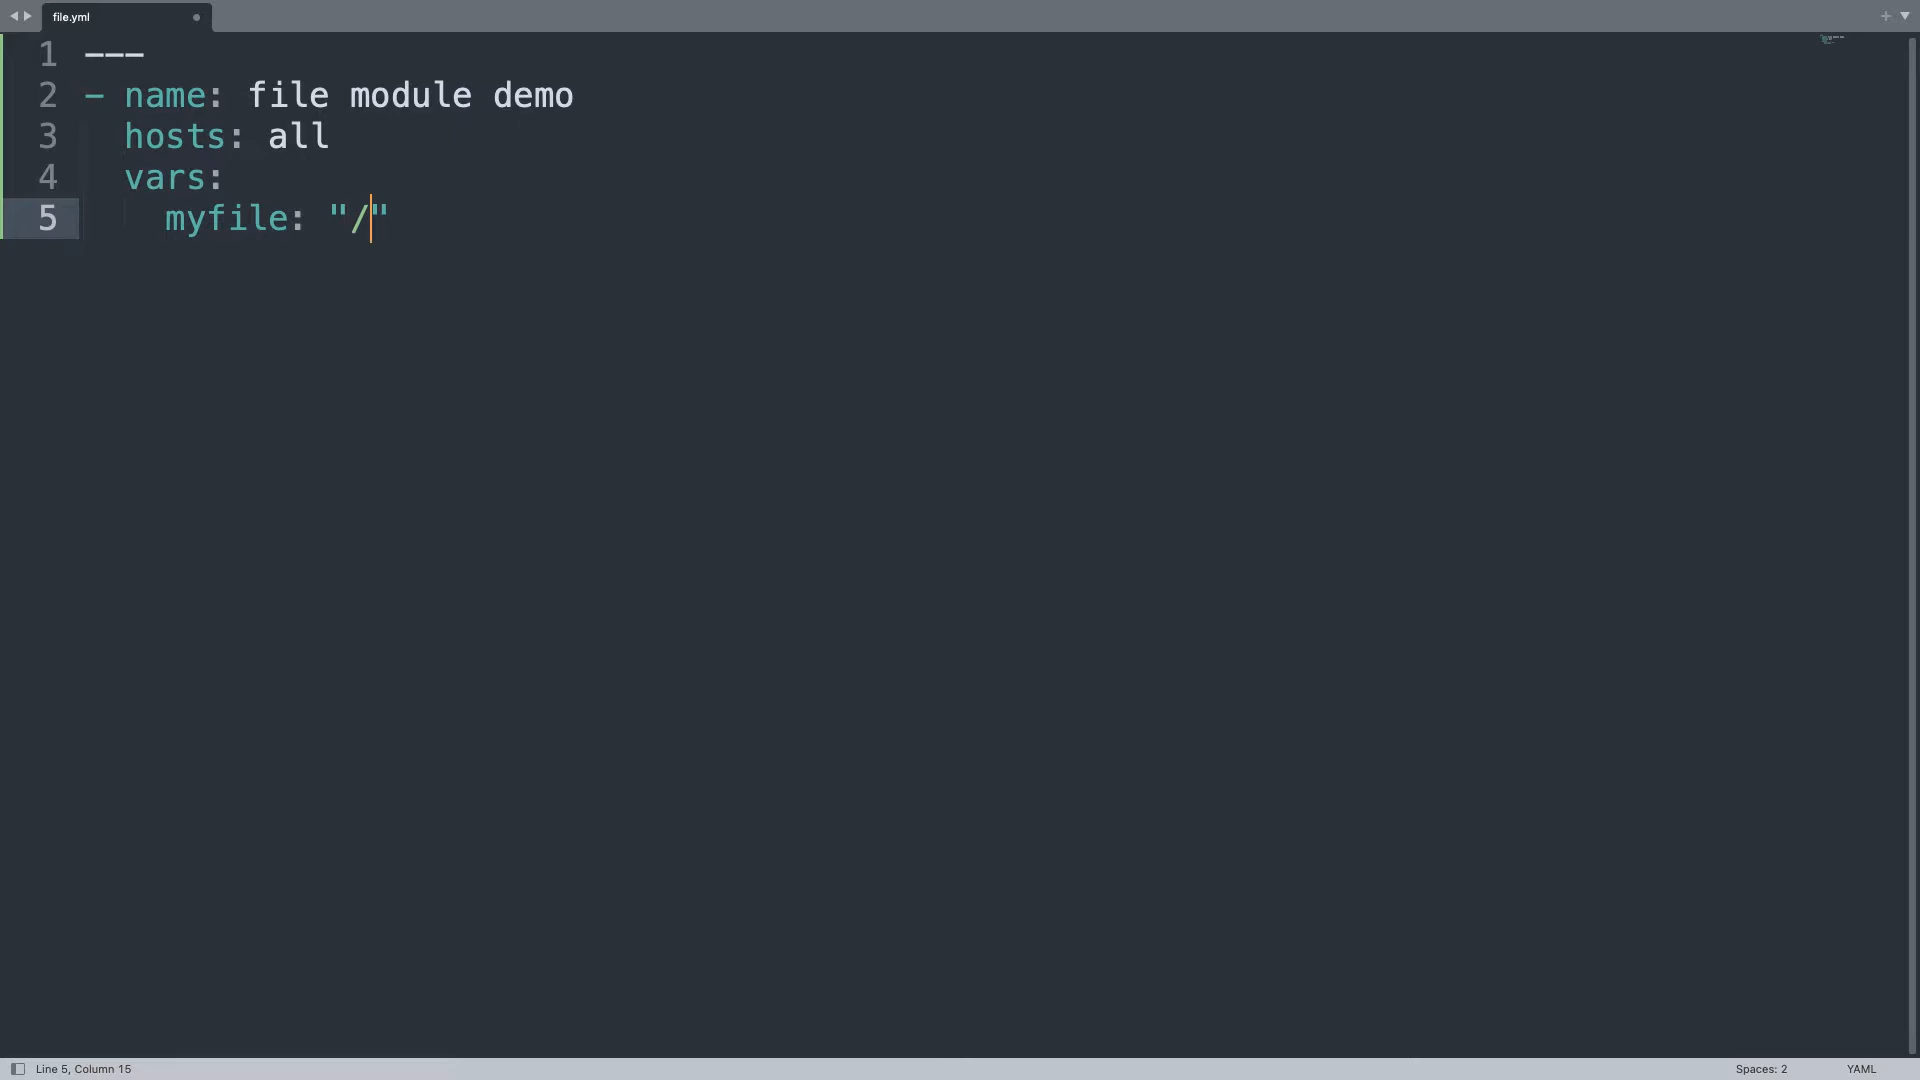 file.yml
1 ---
2 - name: file module demo
3   hosts: all
4   vars:
5     myfile: "/"
Line 5, Column 15
Spaces: 2
YAML